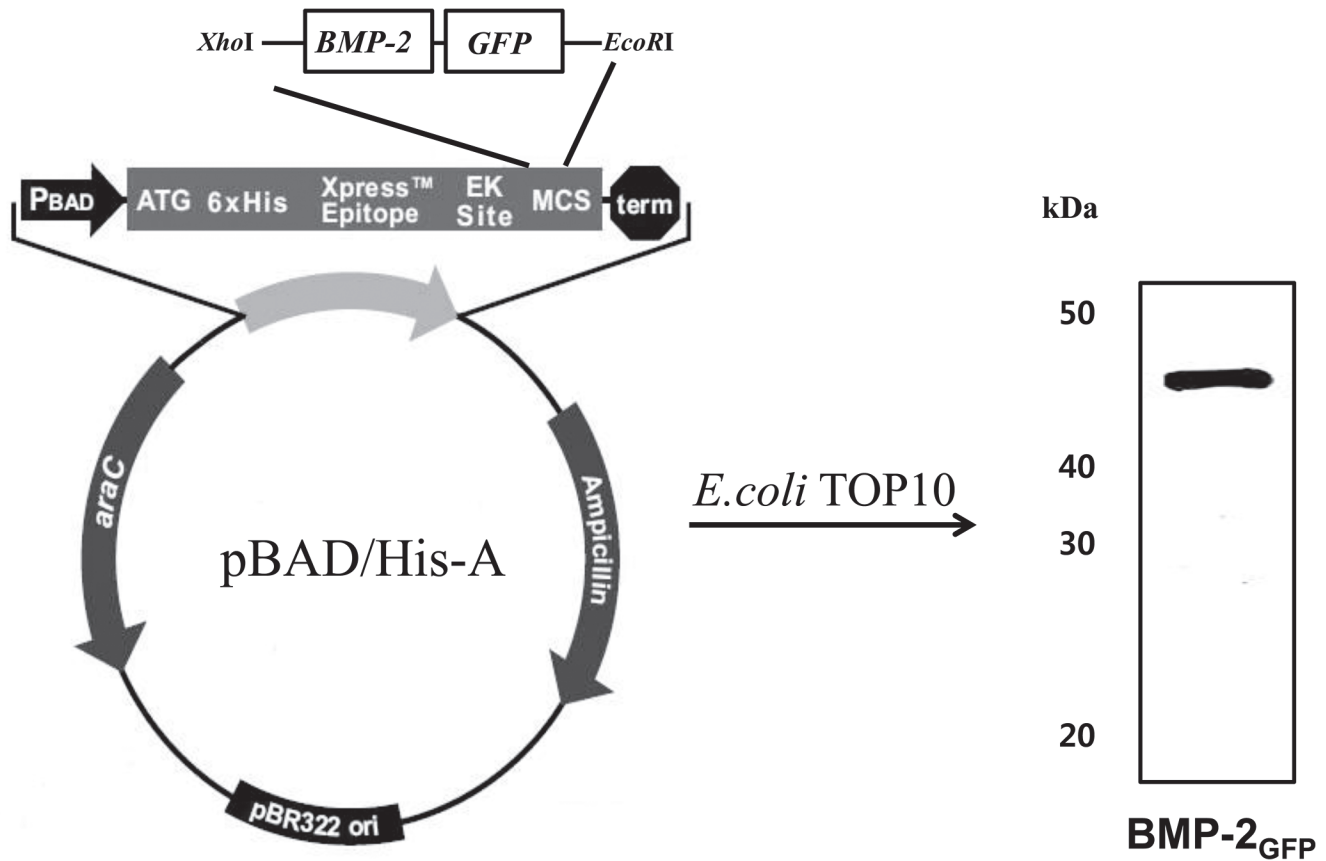 XhoI BMP-2 GFP EcoRI
PBAD ATG 6xHis Xpress™ Epitope EK Site MCS term
araC
Ampicillin
pBAD/His-A
pBR322 ori
E.coli TOP10
kDa
50
40
30
20
BMP-2GFP